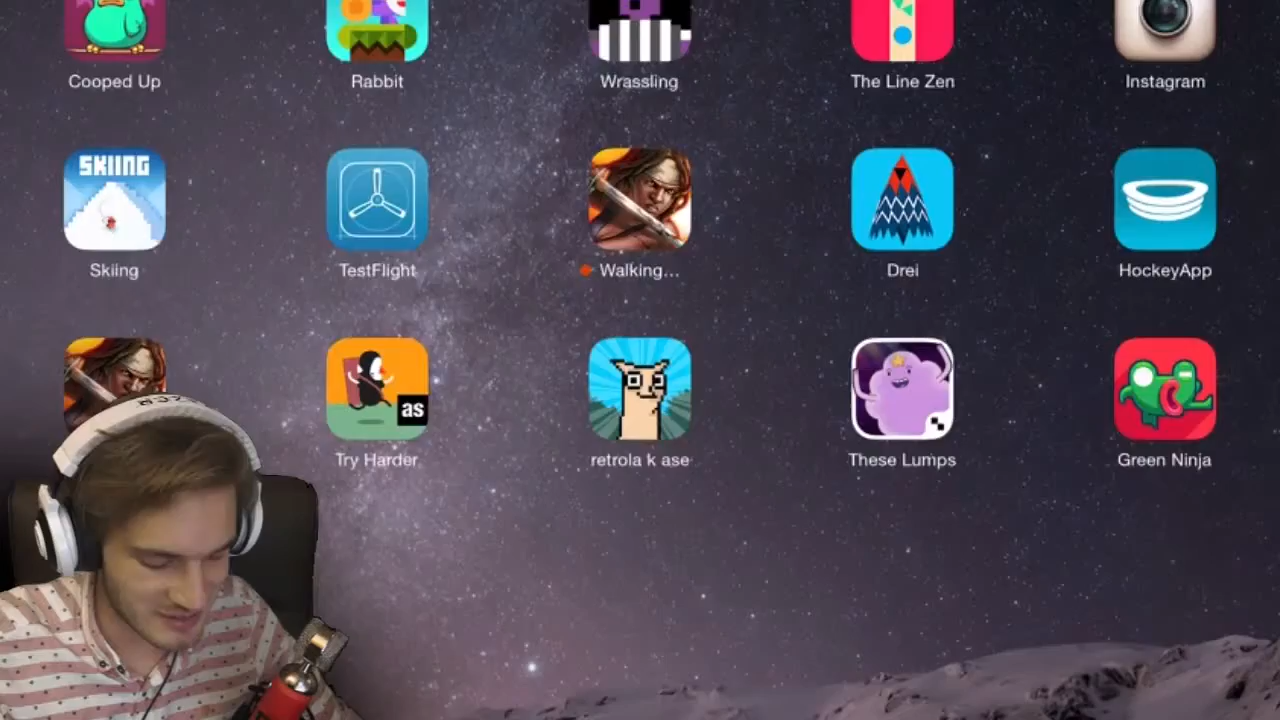 Cooped Up
Rabbit
Wrassling
The Line Zen
Instagram
SKIING
Skiing
TestFlight
Walking...
Drei
HockeyApp
as
Try Harder
retrola k ase
These Lumps
Green Ninja